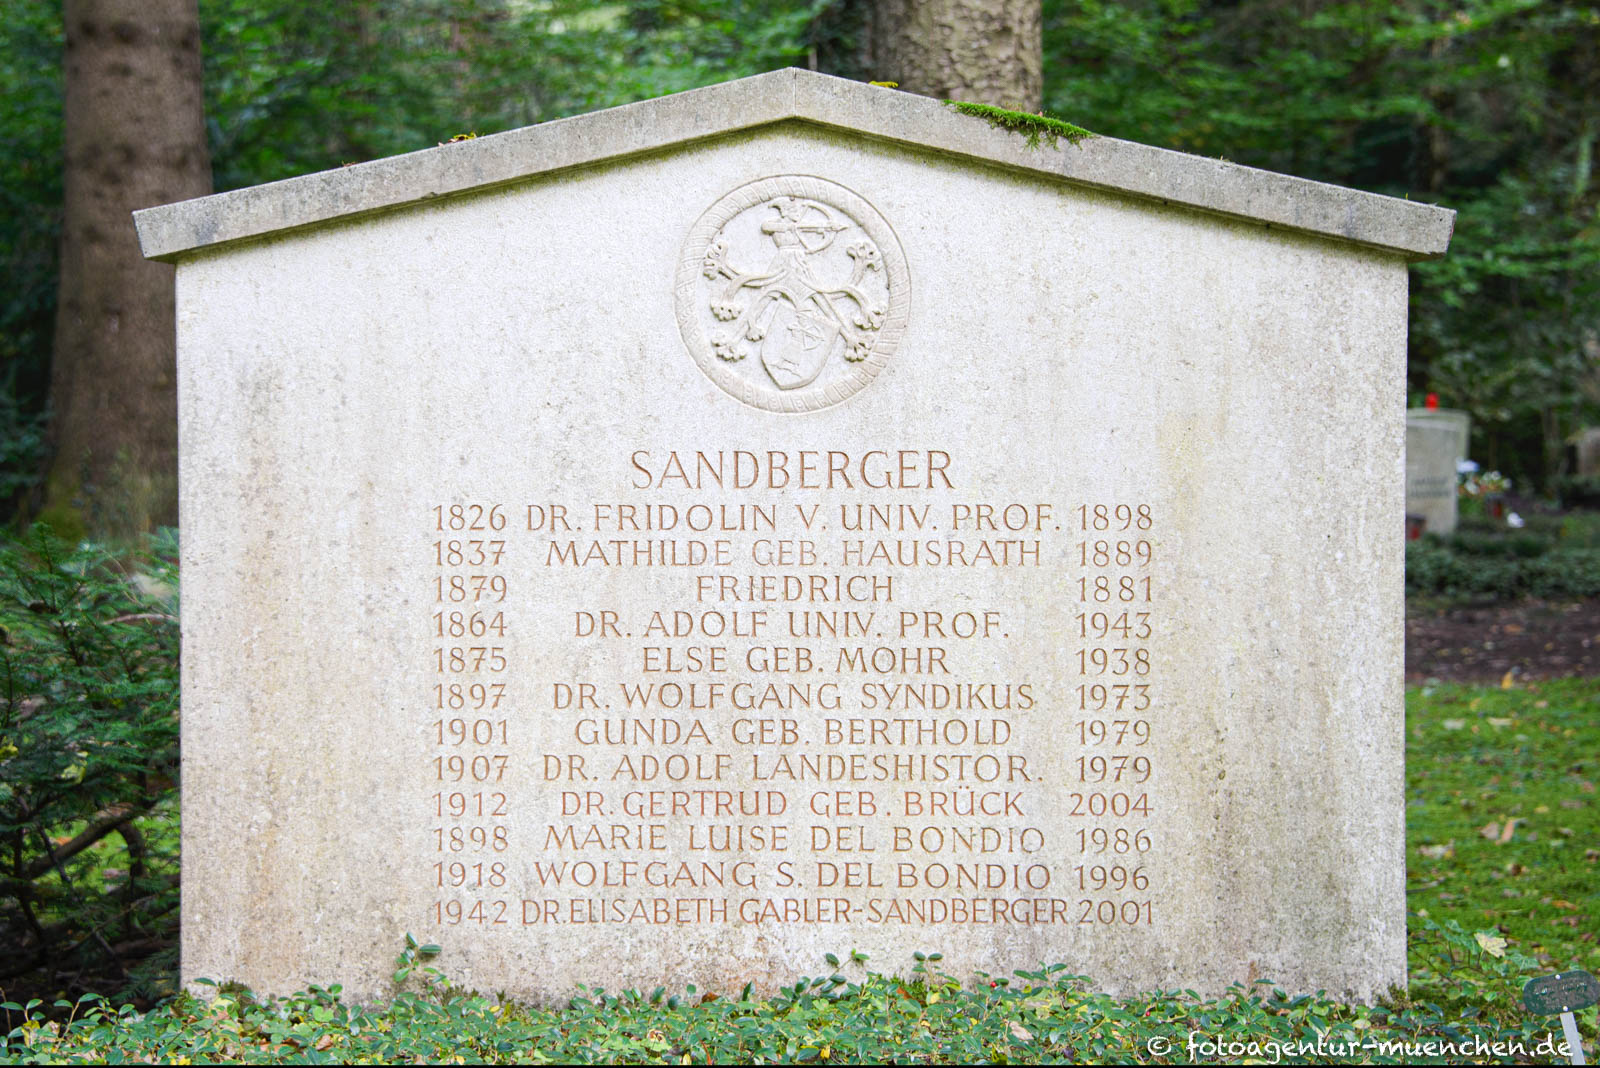 SANDBERGER
1826 DR. FRIDOLIN V. UNIV. PROF. 1898
1837 MATHILDE GEB. HAUSRATH 1889
1879 FRIEDRICH 1881
1864 DR. ADOLF UNIV. PROF. 1943
1875 ELSE GEB. MOHR 1938
1897 DR. WOLFGANG SYNDIKUS 1973
1901 GUNDA GEB. BERTHOLD 1979
1907 DR. ADOLF LANDESHISTOR. 1979
1912 DR. GERTRUD GEB. BRÜCK 2004
1898 MARIE LUISE DEL BONDIO 1986
1918 WOLFGANG S. DEL BONDIO 1996
1942 DR. ELISABETH GABLER-SANDBERGER 2001
© fotoagentur-muenchen.de